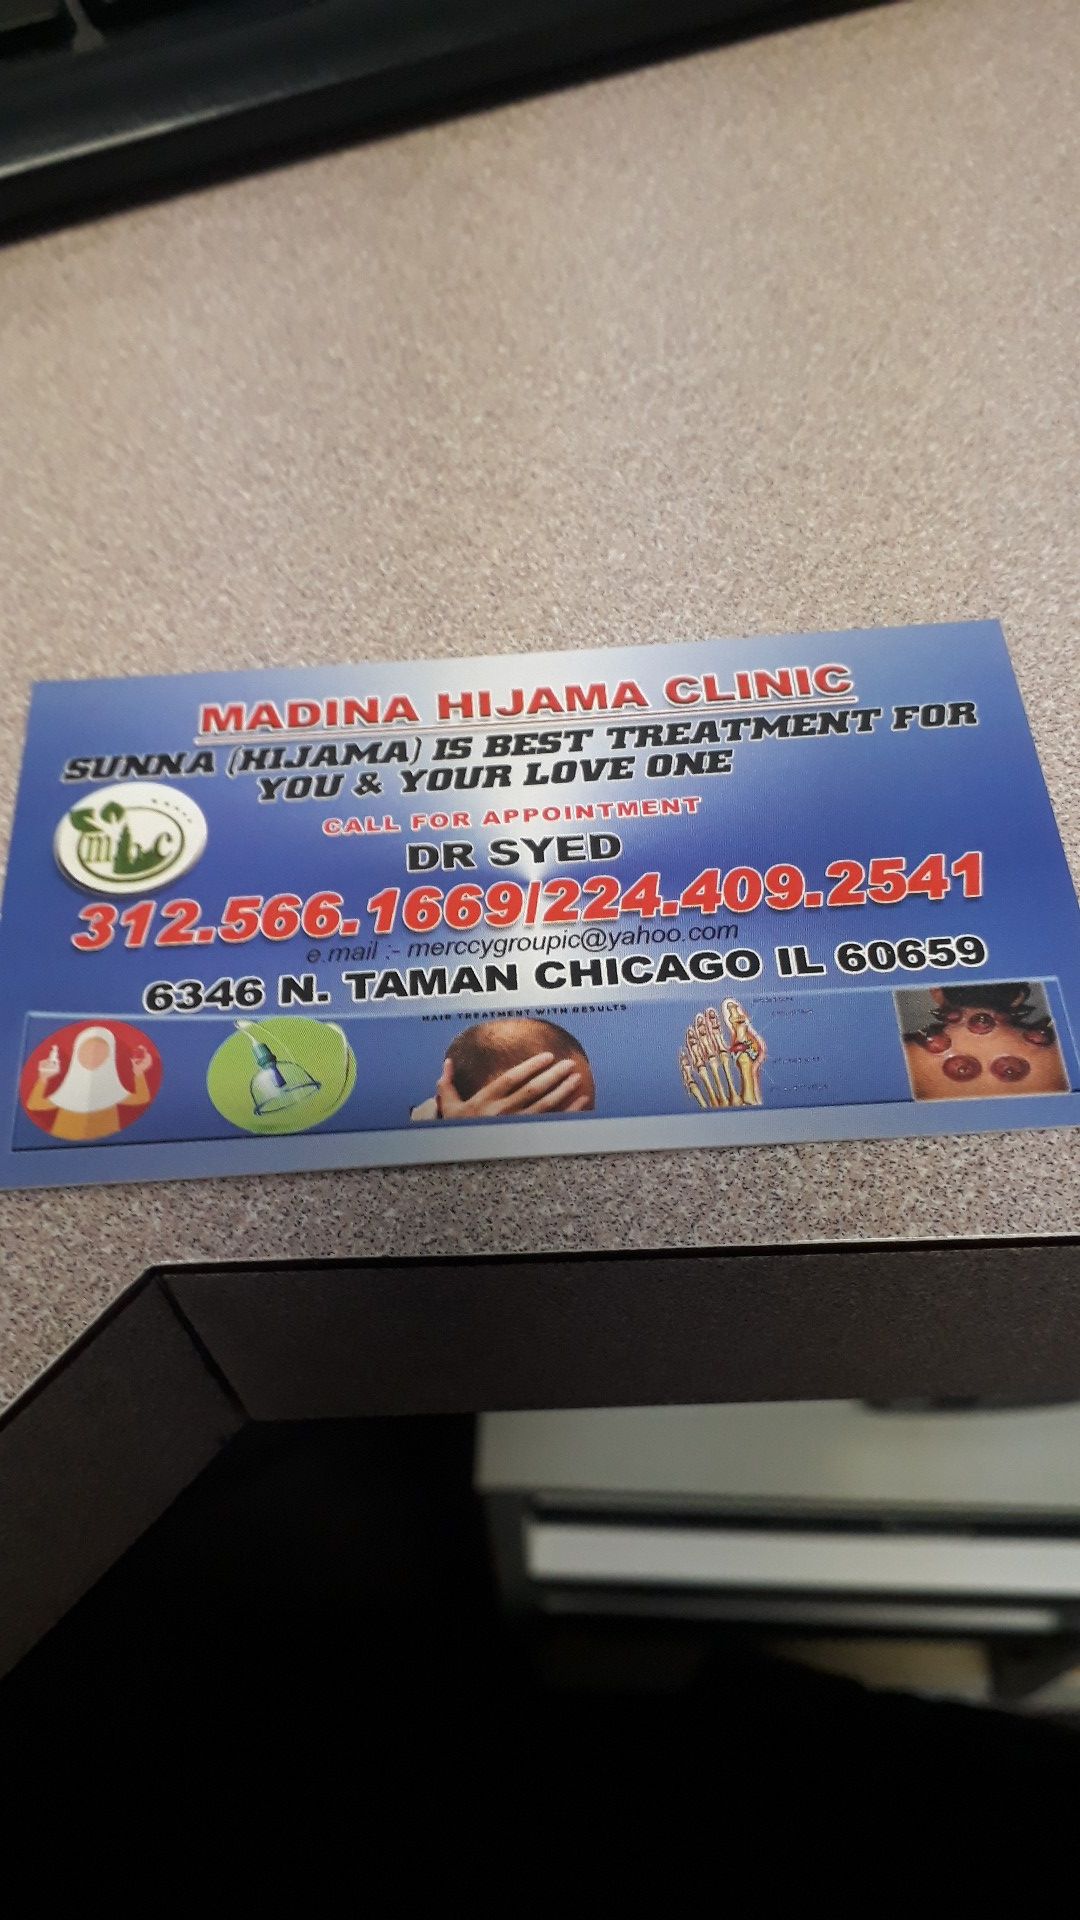 MADINA HIJAMA CLINIC
SUNNA (HIJAMA) IS BEST TREATMENT FOR
YOU & YOUR LOVE ONE
CALL FOR APPOINTMENT
DR SYED
312.566.1669/224.409.2541
e.mail :- merccygroupic@yahoo.com
6346 N. TAMAN CHICAGO IL 60659
HAIR TREATMENT WITH RESULTS